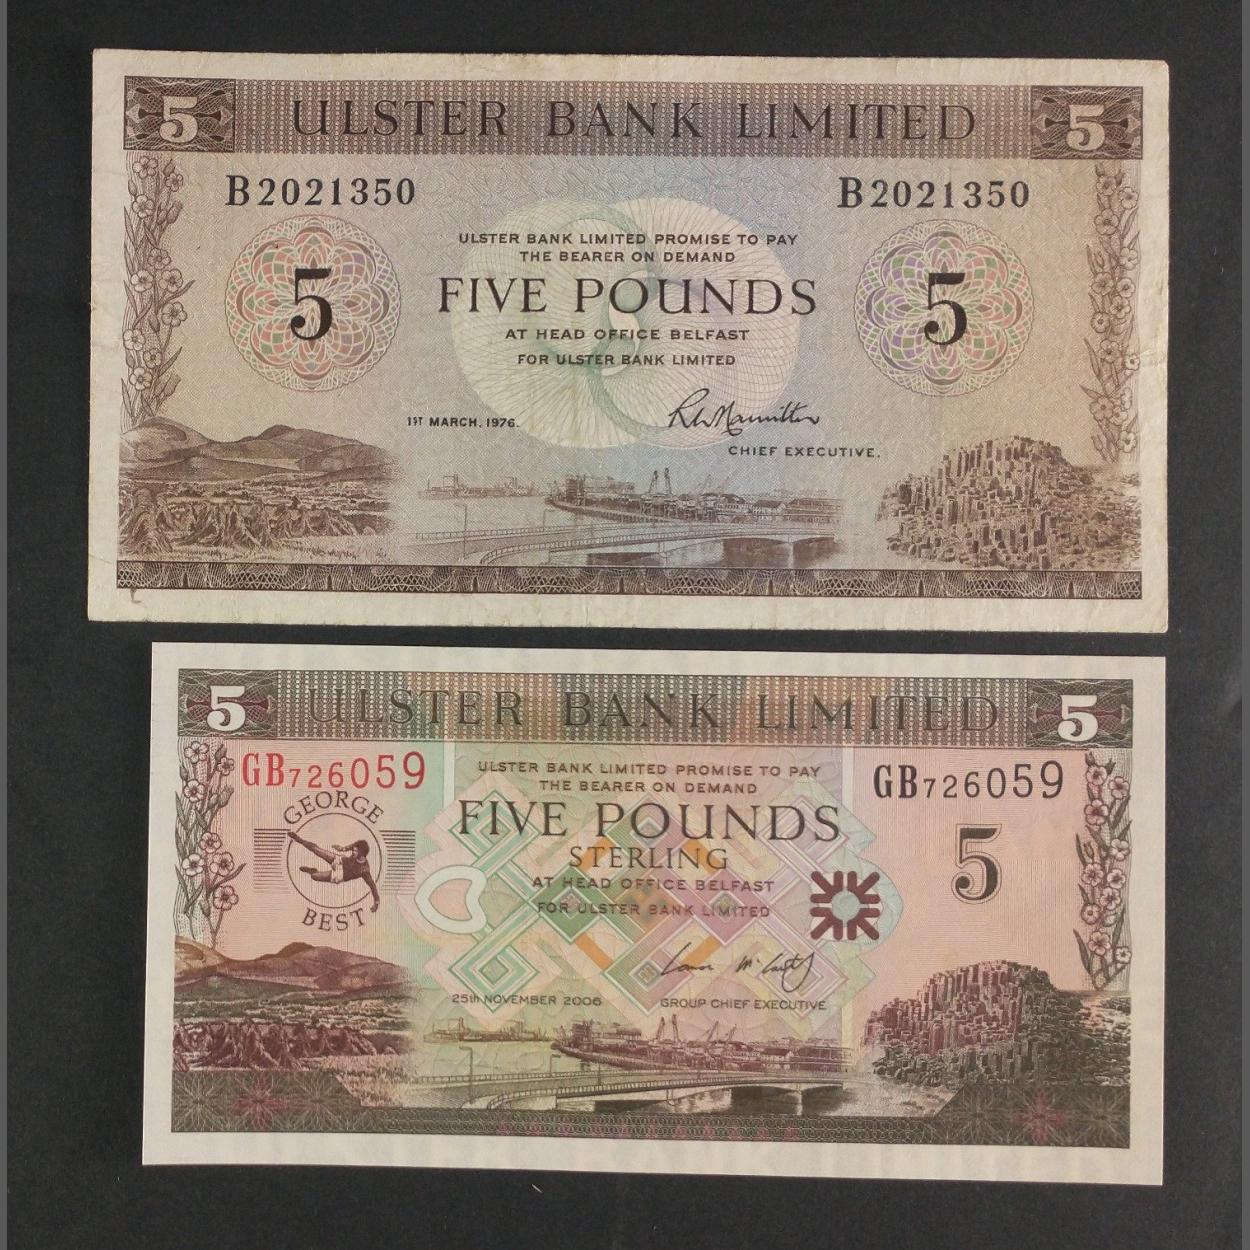 5 ULSTER BANK LIMITED 5
B2021350 B2021350
ULSTER BANK LIMITED PROMISE TO PAY
THE BEARER ON DEMAND
5 FIVE POUNDS 5
AT HEAD OFFICE BELFAST
FOR ULSTER BANK LIMITED
1ST MARCH, 1976.
CHIEF EXECUTIVE.
5 ULSTER BANK LIMITED 5
GB726059 GB726059
ULSTER BANK LIMITED PROMISE TO PAY
THE BEARER ON DEMAND
GEORGE
BEST
FIVE POUNDS
STERLING
5
AT HEAD OFFICE BELFAST
FOR ULSTER BANK LIMITED
25th NOVEMBER 2006 GROUP CHIEF EXECUTIVE